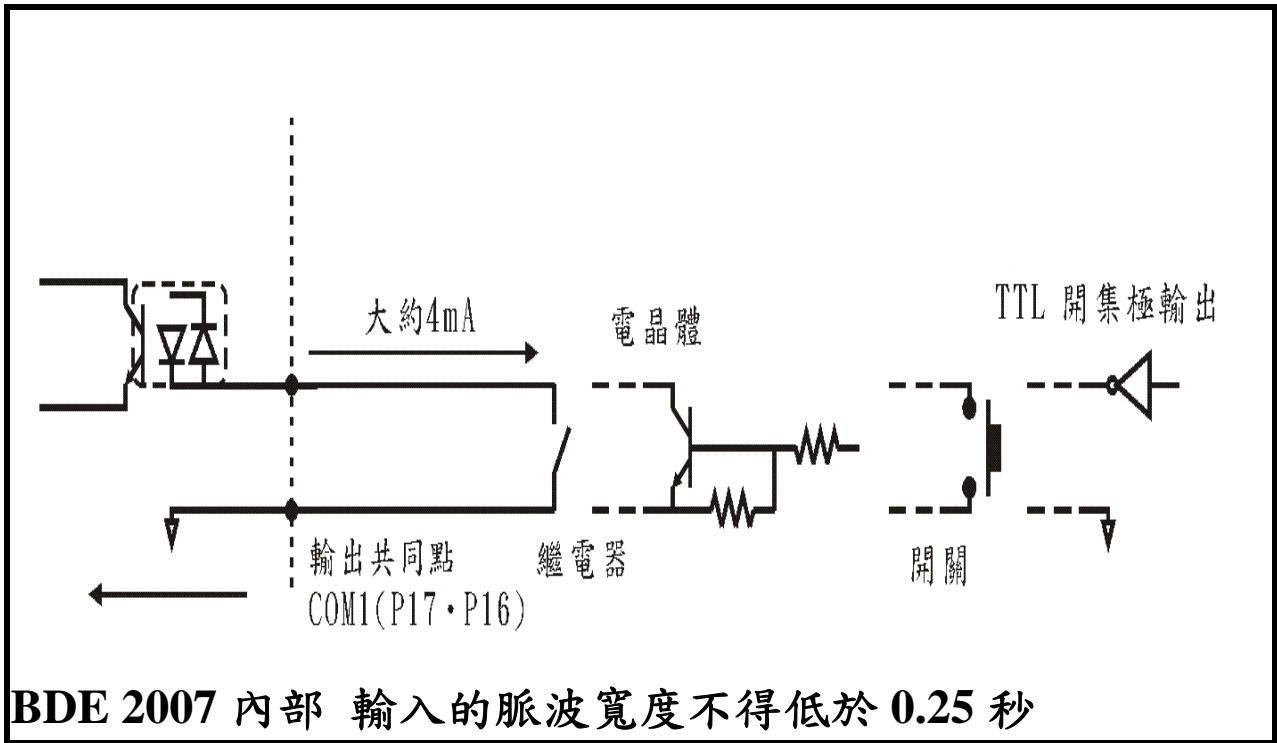 大約4mA
電晶體
TTL 開集極輸出
輸出共同點
COM1(P17·P16)
繼電器
開關
BDE 2007 內部 輸入的脈波寬度不得低於 0.25 秒